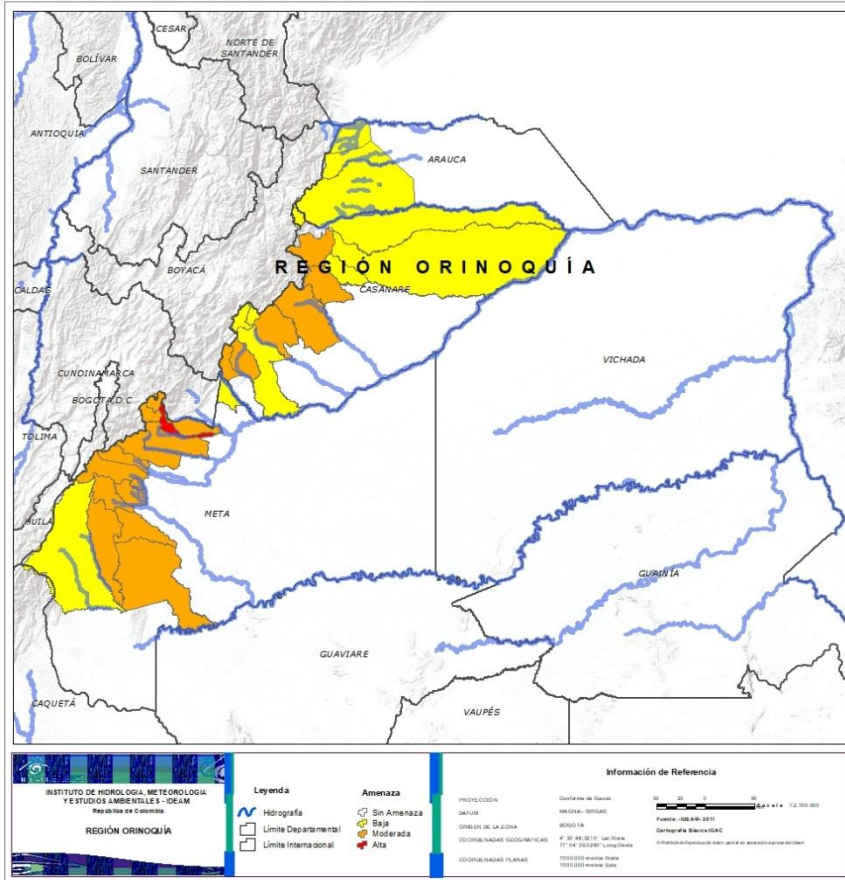 CESAR
NORTE DE
SANTANDER
BOLÍVAR
ANTIOQUIA
ARAUCA
SANTANDER
BOYACÁ
REGIÓN ORINOQUÍA
CALDAS
CASANARE
VICHADA
CUNDINAMARCA
BOGOTÁ, D.C
TOLIMA
META
HUILA
GUAINÍA
GUAVIARE
CAQUETÁ
VAUPÉS
INSTITUTO DE HIDROLOGIA, METEOROLOGIA
Y ESTUDIOS AMBIENTALES - IDEAM
República de Colombia
REGIÓN ORINOQUÍA
Leyenda
Hidrografía
Límite Departamental
Límite Internacional
Amenaza
Sin Amenaza
Baja
Moderada
Alta
Información de Referencia
PROYECCION
Conforme de Gauss
DATUM
MAGNA- SIRGAS
ORIGEN DE LA ZONA
BOGOTA
COORDENADAS GEOGRAFICAS
COORDENADAS PLANAS
Escala
Fuente: -IDEAM- 2011
Cartografía Básica IGAC